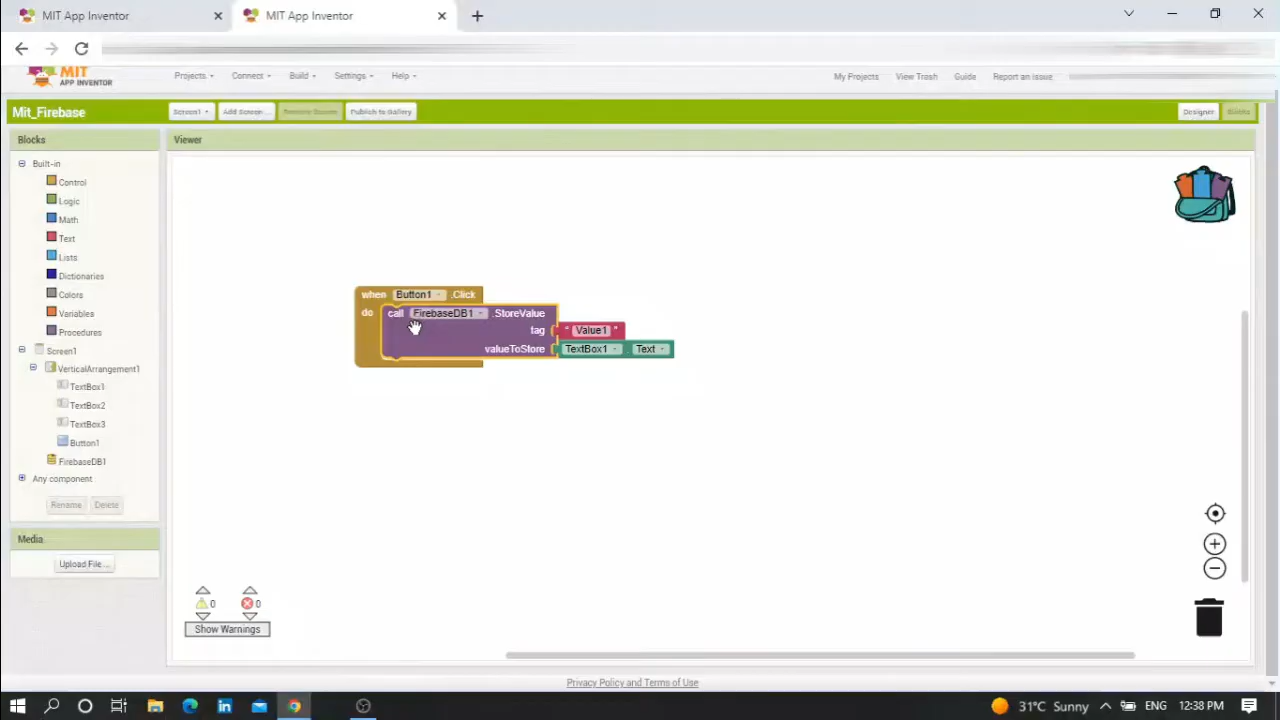 MIT App Inventor
MIT App Inventor
MIT
APP INVENTOR
Projects
Connect
Build
Settings
Help
My Projects
View Trash
Guide
Report an Issue
Mit_Firebase
Screen1
Add Screen ...
Remove Screen
Publish to Gallery
Designer
Blocks
Blocks
Viewer
Built-in
Control
Logic
Math
Text
Lists
Dictionaries
Colors
Variables
Procedures
Screen1
VerticalArrangement1
TextBox1
TextBox2
TextBox3
Button1
FirebaseDB1
Any component
Rename Delete
Media
Upload File ...
when Button1 .Click
do call FirebaseDB1 .StoreValue
tag " Value1 "
valueToStore TextBox1 . Text
0 0
Show Warnings
Privacy Policy and Terms of Use
31°C Sunny
ENG
12:38 PM